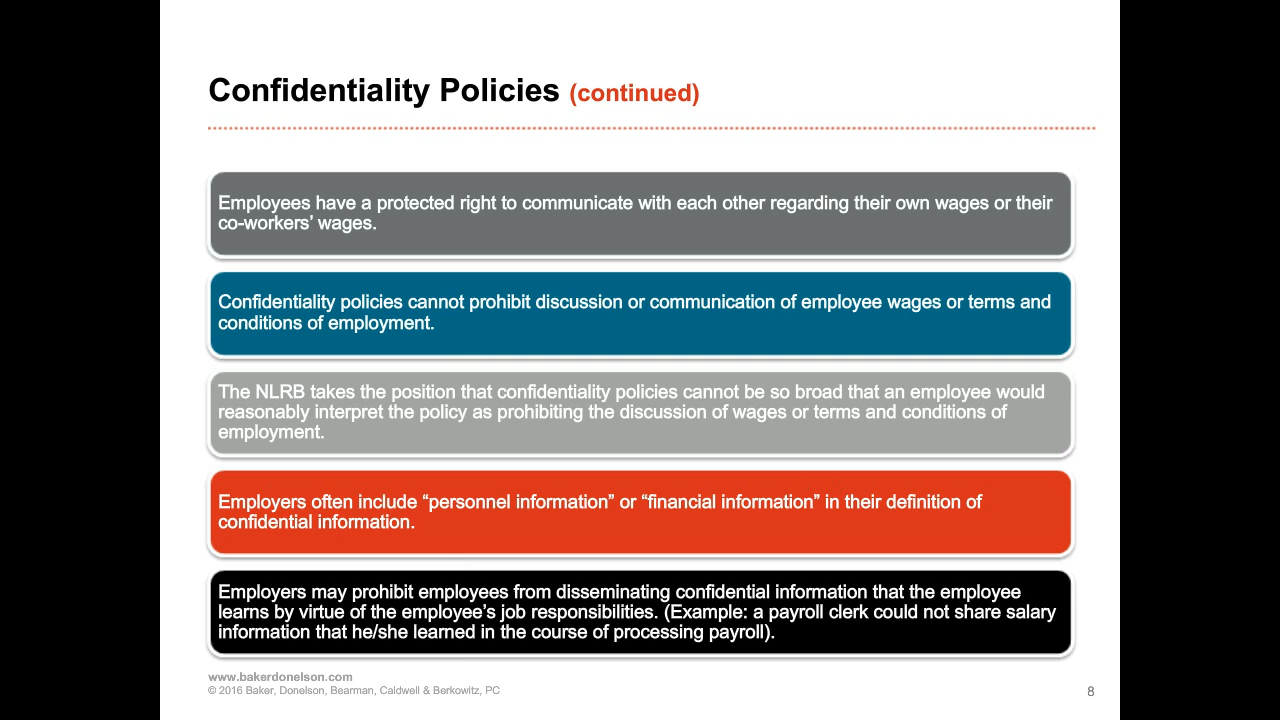 Confidentiality Policies (continued)
Employees have a protected right to communicate with each other regarding their own wages or their
co-workers’ wages.
Confidentiality policies cannot prohibit discussion or communication of employee wages or terms and
conditions of employment.
The NLRB takes the position that confidentiality policies cannot be so broad that an employee would
reasonably interpret the policy as prohibiting the discussion of wages or terms and conditions of
employment.
Employers often include “personnel information” or “financial information” in their definition of
confidential information.
Employers may prohibit employees from disseminating confidential information that the employee
learns by virtue of the employee’s job responsibilities. (Example: a payroll clerk could not share salary
information that he/she learned in the course of processing payroll).
www.bakerdonelson.com
© 2016 Baker, Donelson, Bearman, Caldwell & Berkowitz, PC
8